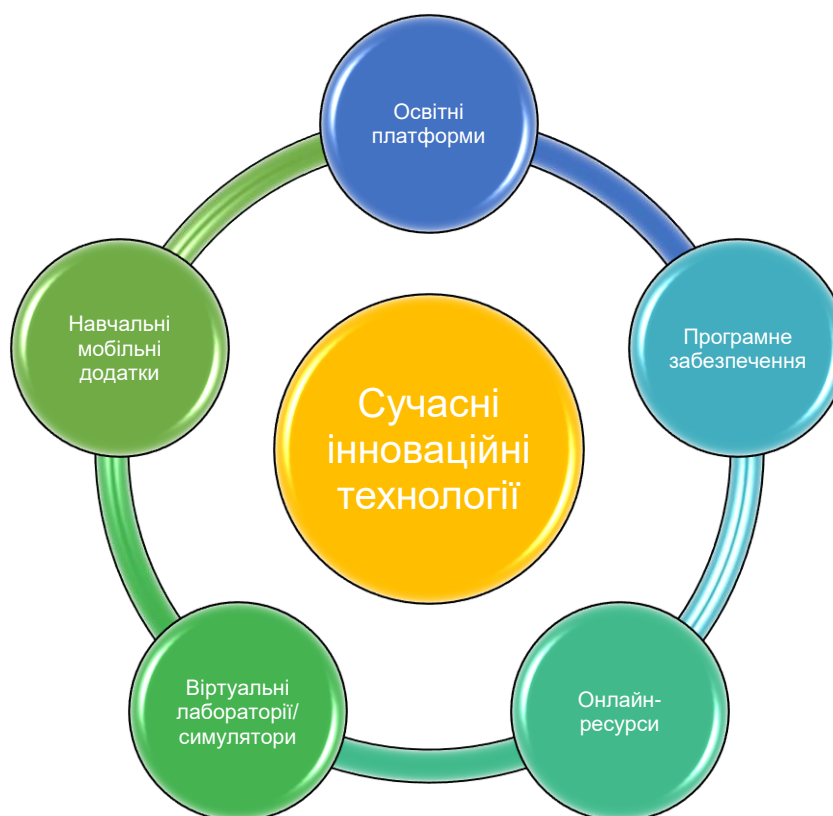 Освітні
платформи
Програмне
забезпечення
Онлайн-
ресурси
Віртуальні
лабораторії/
симулятори
Навчальні
мобільні
додатки
Сучасні
інноваційні
технології